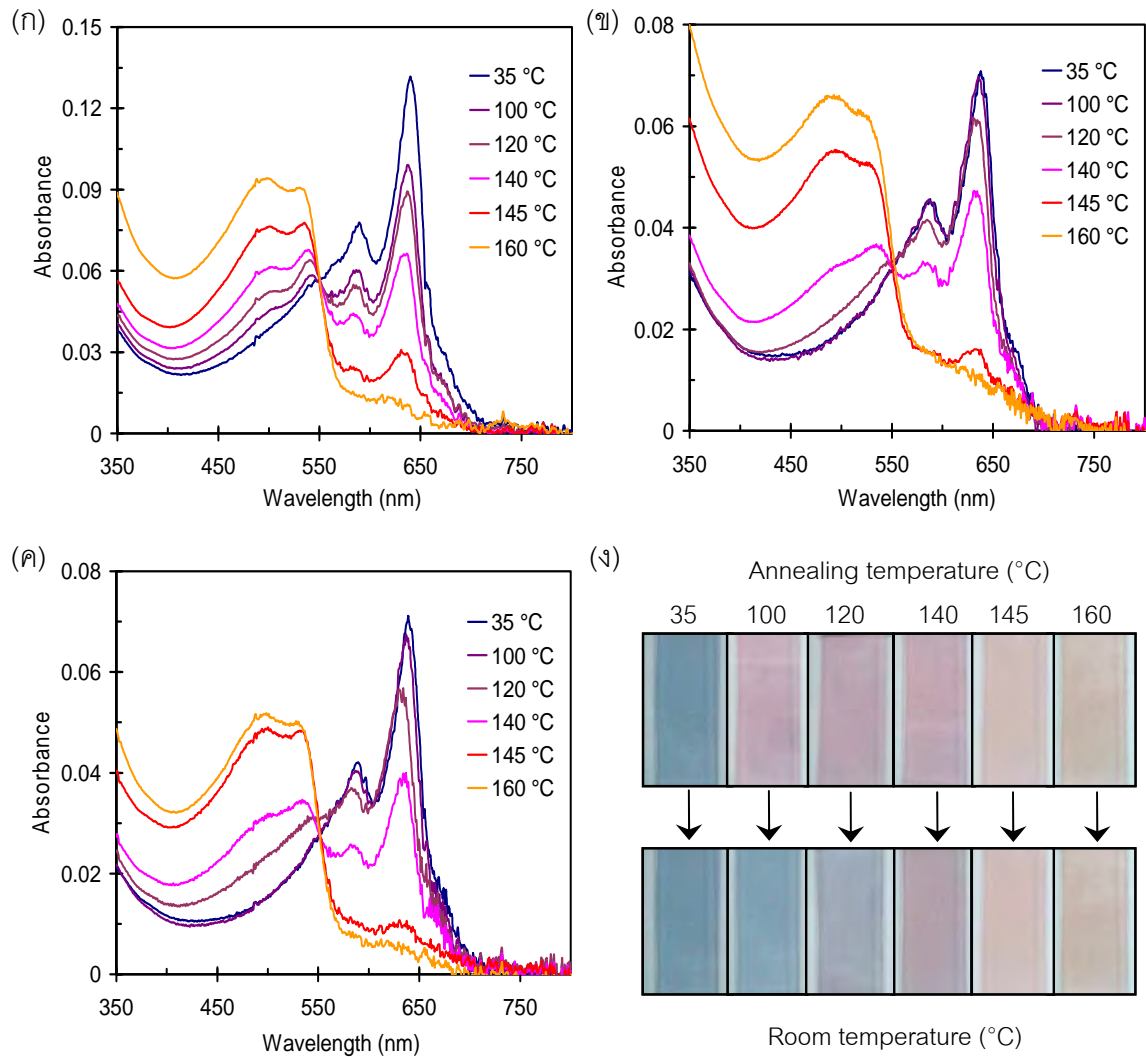 (ก)
0.15
0.12
0.09
0.06
0.03
0
Absorbance
35 °C
100 °C
120 °C
140 °C
145 °C
160 °C
350 450 550 650 750
Wavelength (nm)
(ข)
0.08
0.06
0.04
0.02
0
Absorbance
35 °C
100 °C
120 °C
140 °C
145 °C
160 °C
350 450 550 650 750
Wavelength (nm)
(ค)
0.08
0.06
0.04
0.02
0
Absorbance
35 °C
100 °C
120 °C
140 °C
145 °C
160 °C
350 450 550 650 750
Wavelength (nm)
(ง)
Annealing temperature (°C)
35 100 120 140 145 160
Room temperature (°C)